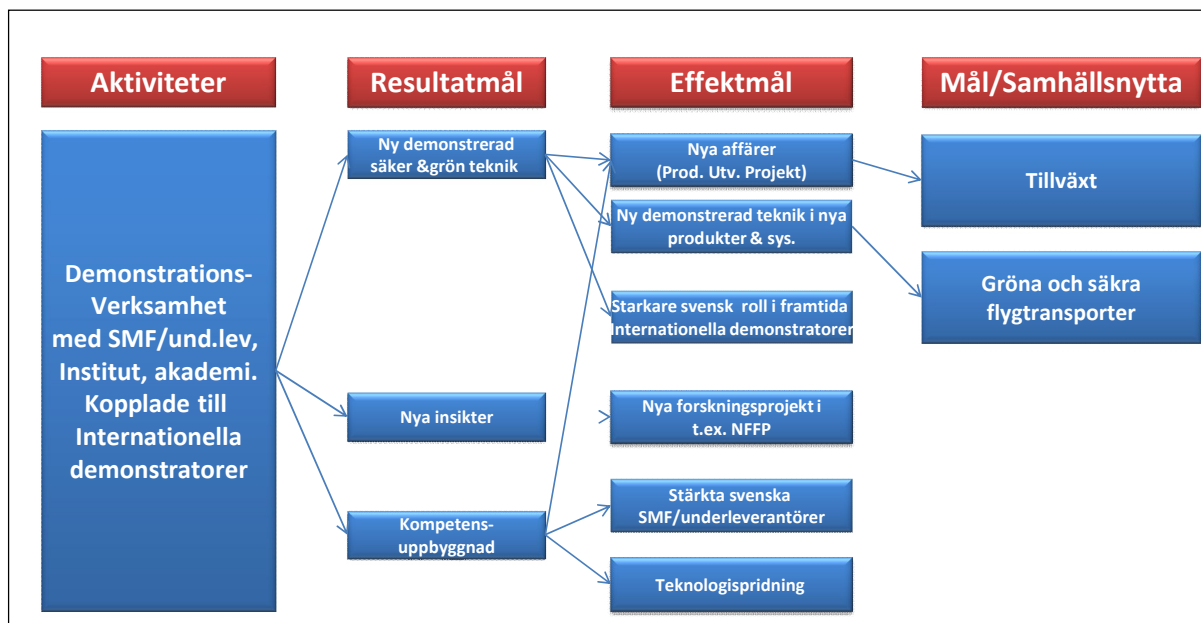 Aktiviteter
Resultatmål
Effektmål
Mål/Samhällsnytta
Demonstrations-
Verksamhet
med SMF/und.lev,
Institut, akademi.
Kopplade till
Internationella
demonstratorer
Ny demonstrerad
säker &grön teknik
Nya insikter
Kompetens-
uppbyggnad
Nya affärer
(Prod. Utv. Projekt)
Ny demonstrerad teknik i nya
produkter & sys.
Starkare svensk roll i framtida
Internationella demonstratorer
Nya forskningsprojekt i
t.ex. NFFP
Stärkta svenska
SMF/underleverantörer
Teknologispridning
Tillväxt
Gröna och säkra
flygtransporter